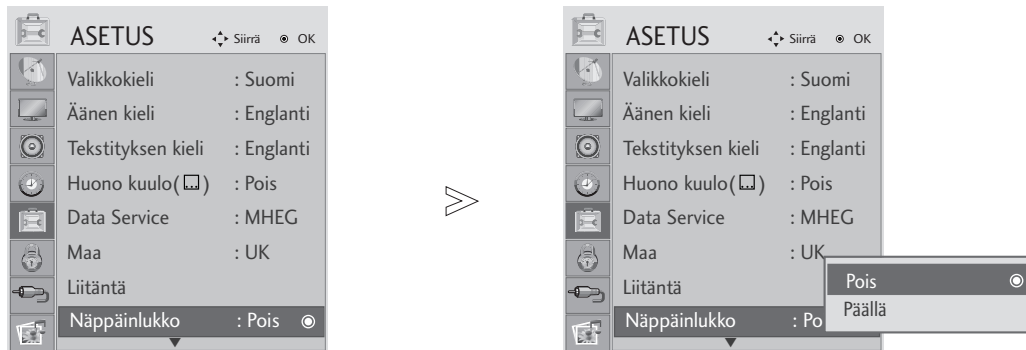 ASETUS Siirrä OK
Valikkokieli : Suomi
Äänen kieli : Englanti
Tekstityksen kieli : Englanti
Huono kuulo( ) : Pois
Data Service : MHEG
Maa : UK
Liitäntä
Näppäinlukko : Pois
ASETUS Siirrä OK
Valikkokieli : Suomi
Äänen kieli : Englanti
Tekstityksen kieli : Englanti
Huono kuulo( ) : Pois
Data Service : MHEG
Maa : UK
Liitäntä
Näppäinlukko : Po
Pois
Päällä